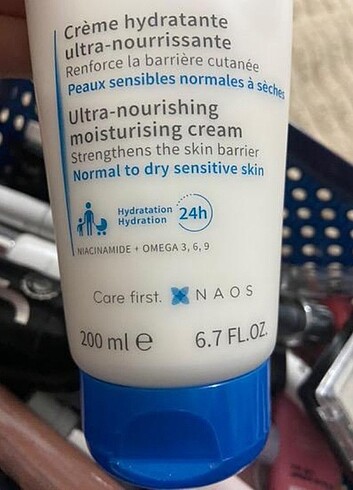 Crème hydratante
ultra-nourrissante
Renforce la barrière cutanée
Peaux sensibles normales à sèches
Ultra-nourishing
moisturising cream
Strengthens the skin barrier
Normal to dry sensitive skin
Hydratation
Hydration
24h
NIACINAMIDE + OMEGA 3, 6, 9
Care first. NAOS
200 ml e 6.7 FL.OZ.